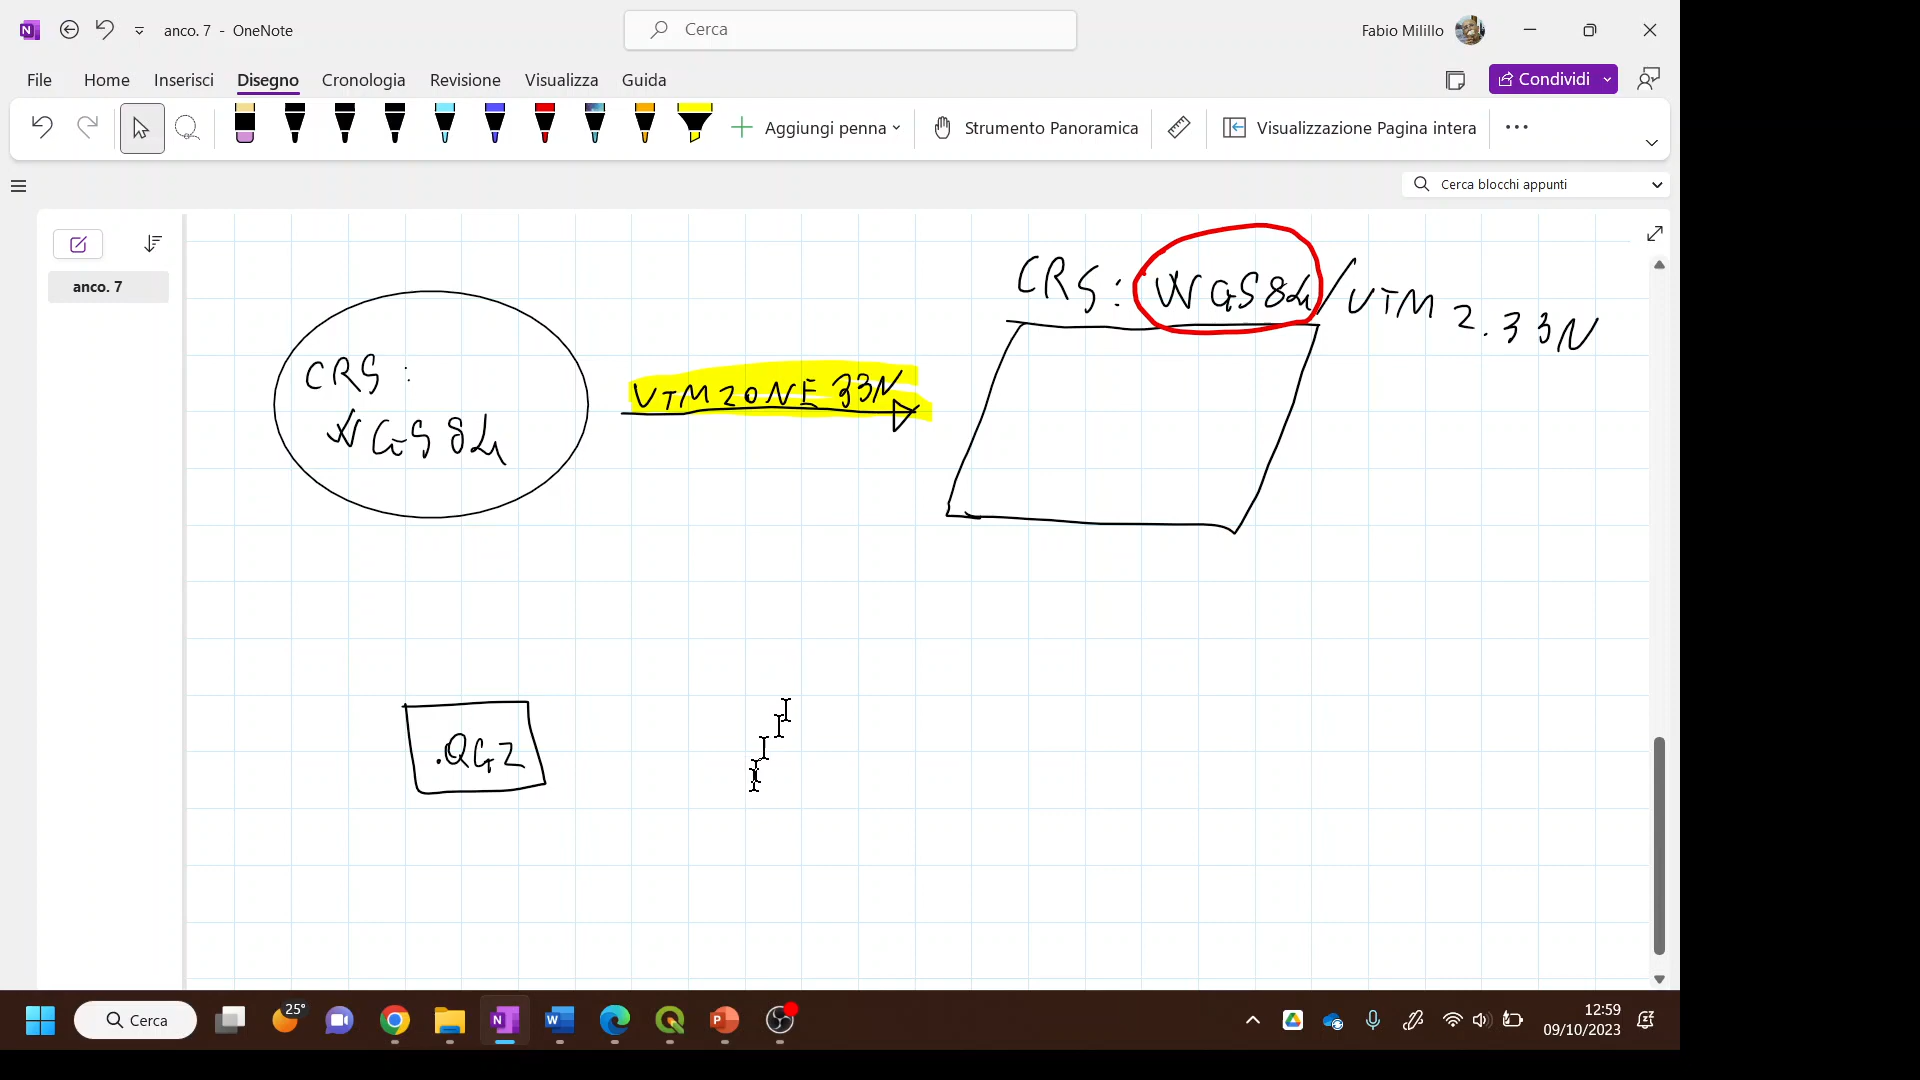 anco. 7 - OneNote
Cerca
Fabio Milillo
File Home Inserisci Disegno Cronologia Revisione Visualizza Guida
Condividi
Aggiungi penna
Strumento Panoramica
Visualizzazione Pagina intera
Cerca blocchi appunti
anco. 7
CRS: WGS84/UTM Z.33N
CRS:
WGS84
UTM ZONE 33N
.QGZ
25°
Cerca
12:59
09/10/2023